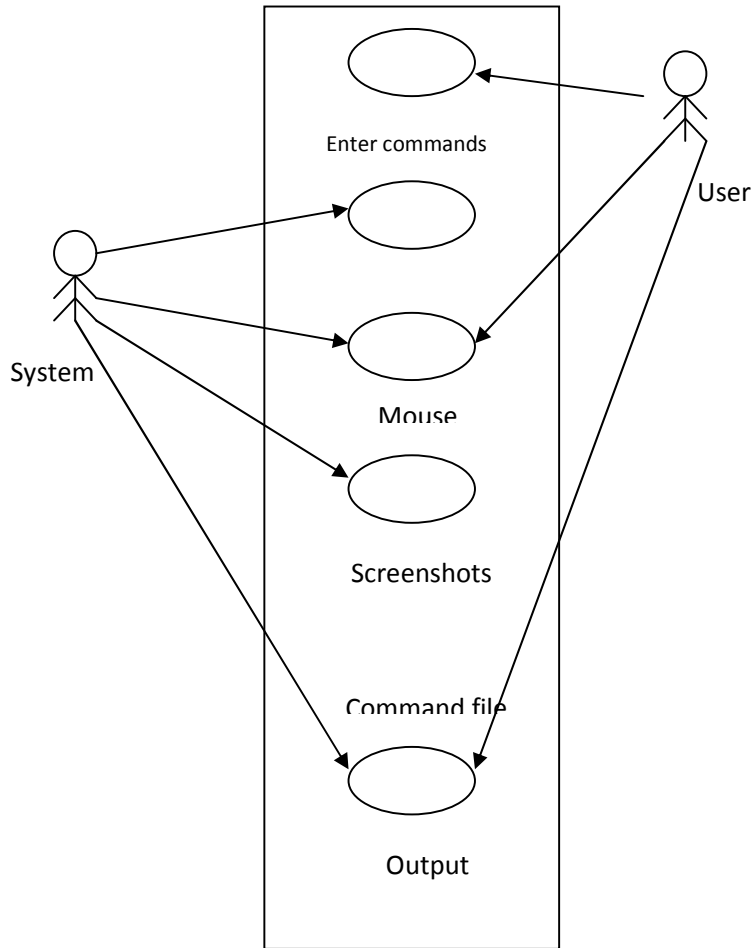 Enter commands
User
System
Mouse
Screenshots
Command file
Output